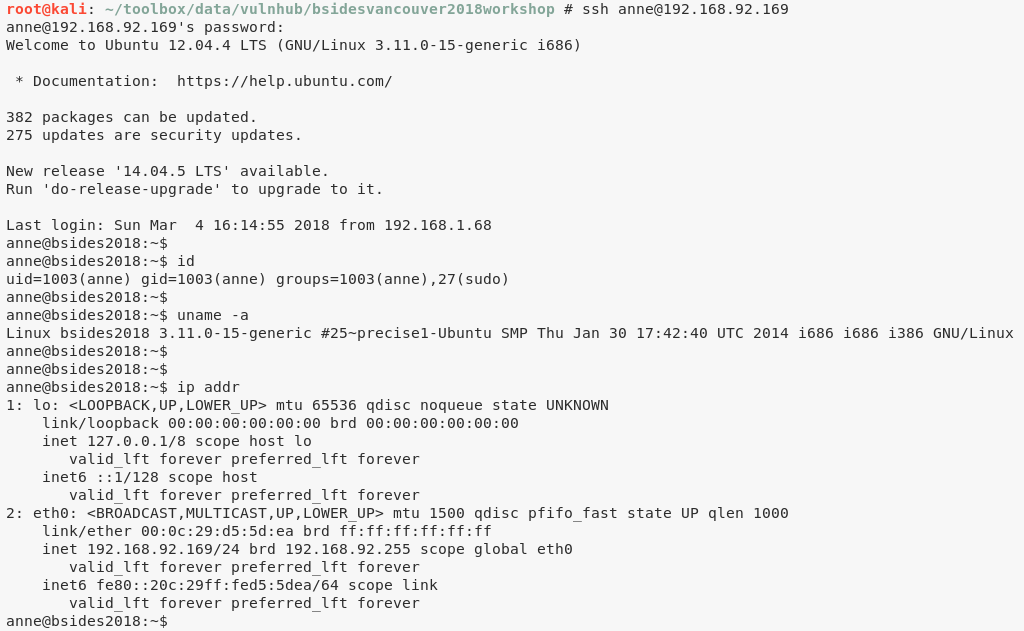 root@kali: ~/toolbox/data/vulnhub/bsidesvancouver2018workshop # ssh anne@192.168.92.169
anne@192.168.92.169's password:
Welcome to Ubuntu 12.04.4 LTS (GNU/Linux 3.11.0-15-generic i686)

 * Documentation:  https://help.ubuntu.com/

382 packages can be updated.
275 updates are security updates.

New release '14.04.5 LTS' available.
Run 'do-release-upgrade' to upgrade to it.

Last login: Sun Mar  4 16:14:55 2018 from 192.168.1.68
anne@bsides2018:~$
anne@bsides2018:~$ id
uid=1003(anne) gid=1003(anne) groups=1003(anne),27(sudo)
anne@bsides2018:~$
anne@bsides2018:~$ uname -a
Linux bsides2018 3.11.0-15-generic #25~precise1-Ubuntu SMP Thu Jan 30 17:42:40 UTC 2014 i686 i686 i386 GNU/Linux
anne@bsides2018:~$
anne@bsides2018:~$
anne@bsides2018:~$ ip addr
1: lo: <LOOPBACK,UP,LOWER_UP> mtu 65536 qdisc noqueue state UNKNOWN
    link/loopback 00:00:00:00:00:00 brd 00:00:00:00:00:00
    inet 127.0.0.1/8 scope host lo
       valid_lft forever preferred_lft forever
    inet6 ::1/128 scope host
       valid_lft forever preferred_lft forever
2: eth0: <BROADCAST,MULTICAST,UP,LOWER_UP> mtu 1500 qdisc pfifo_fast state UP qlen 1000
    link/ether 00:0c:29:d5:5d:ea brd ff:ff:ff:ff:ff:ff
    inet 192.168.92.169/24 brd 192.168.92.255 scope global eth0
       valid_lft forever preferred_lft forever
    inet6 fe80::20c:29ff:fed5:5dea/64 scope link
       valid_lft forever preferred_lft forever
anne@bsides2018:~$